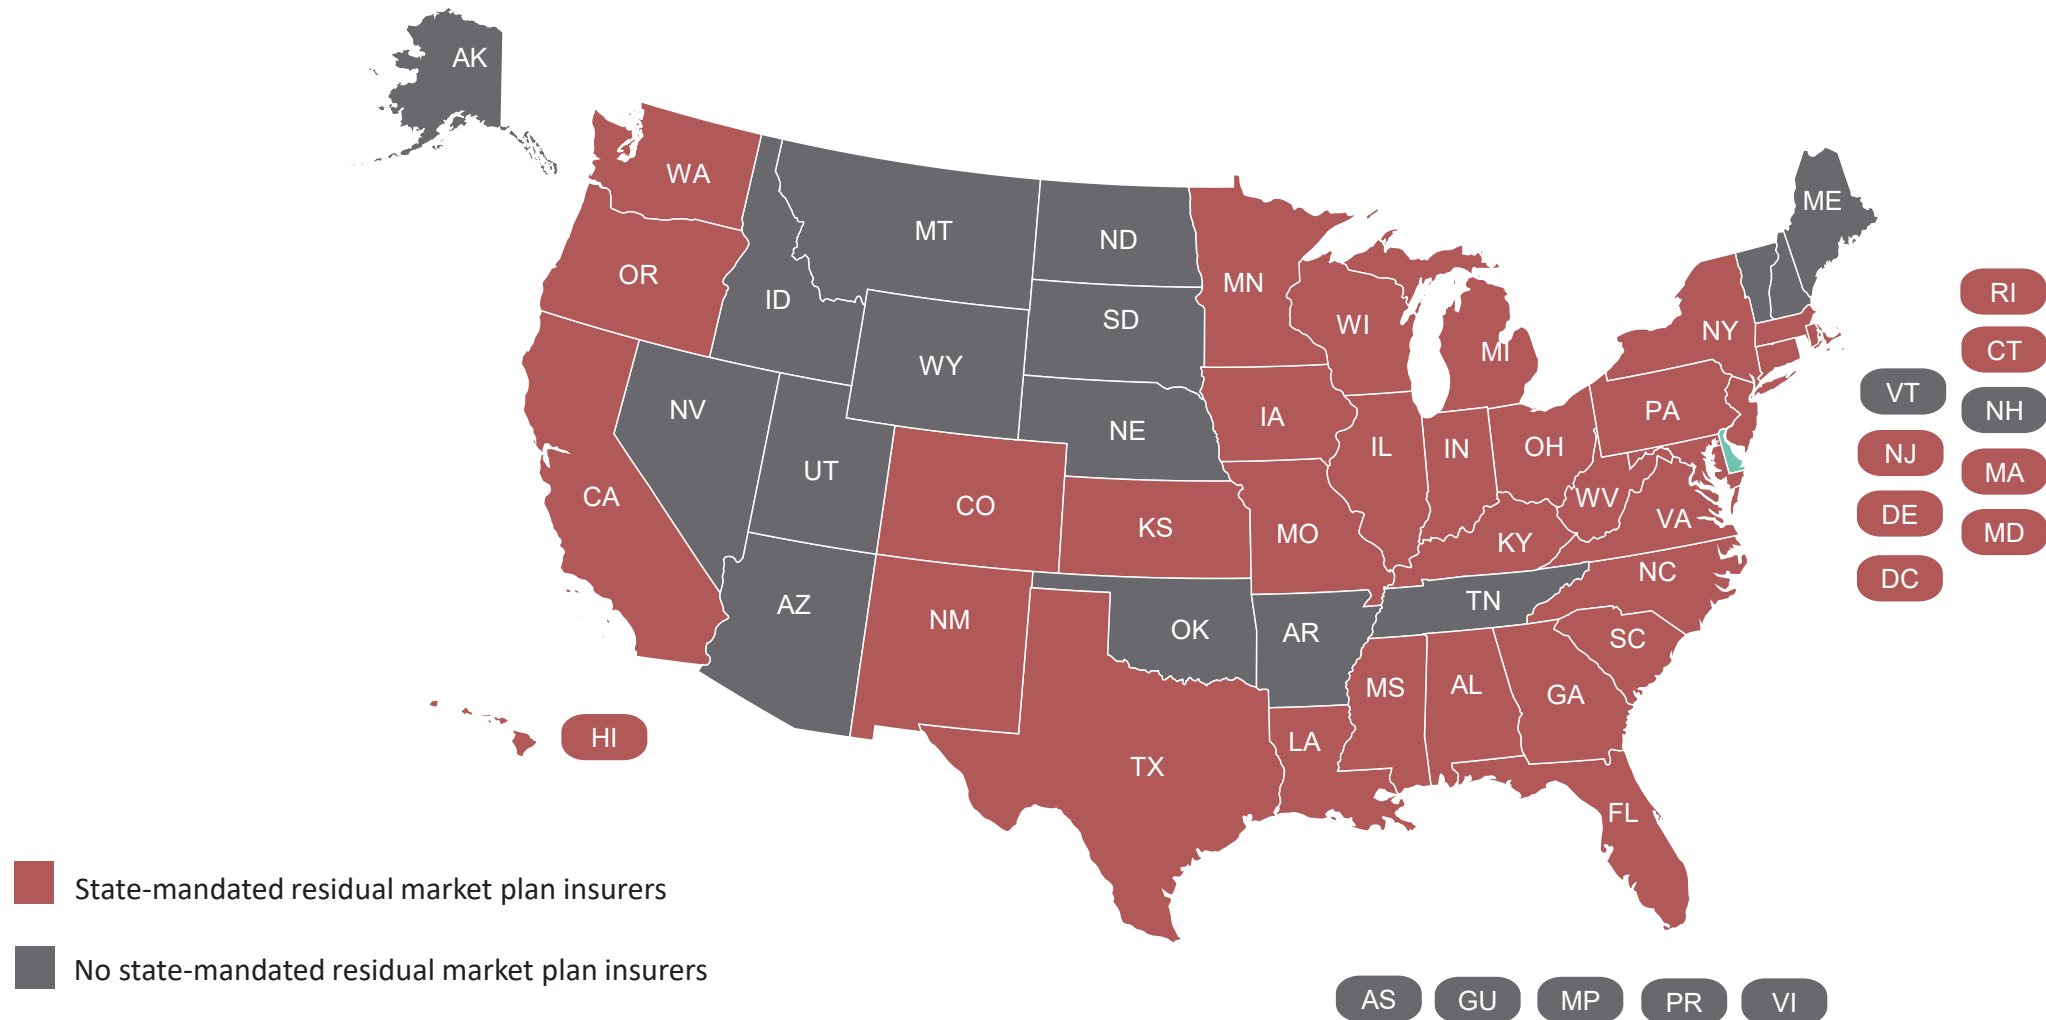 AK
WA
MT
ND
ME
OR
ID
MN
SD
WI
NY
MI
RI
CT
WY
NV
NE
IA
PA
VT
NH
UT
IL
IN
OH
NJ
MA
CA
CO
KS
MO
WV
VA
DE
MD
KY
AZ
NM
OK
AR
TN
NC
DC
SC
MS
AL
GA
HI
LA
TX
FL
State-mandated residual market plan insurers
No state-mandated residual market plan insurers
AS
GU
MP
PR
VI